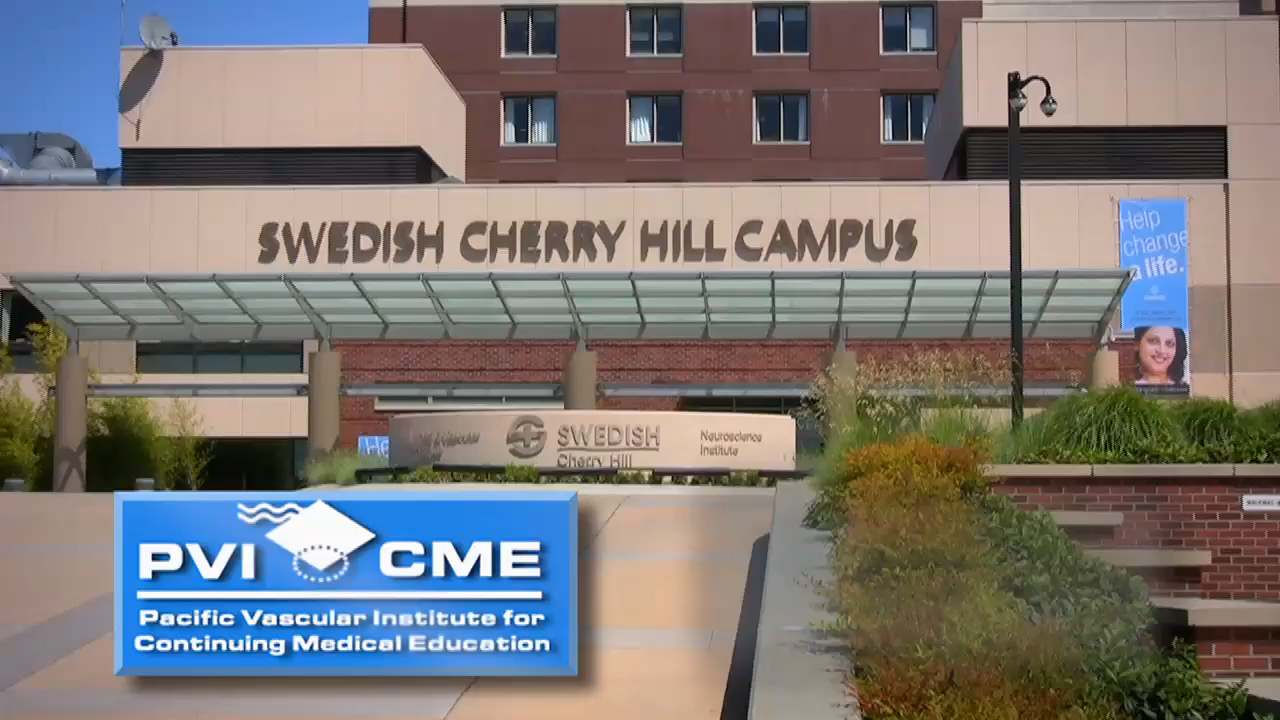 SWEDISH CHERRY HILL CAMPUS
Help
change
a life.
SWEDISH
Cherry Hill
Neuroscience
Institute
He
PVI CME
Pacific Vascular Institute for
Continuing Medical Education